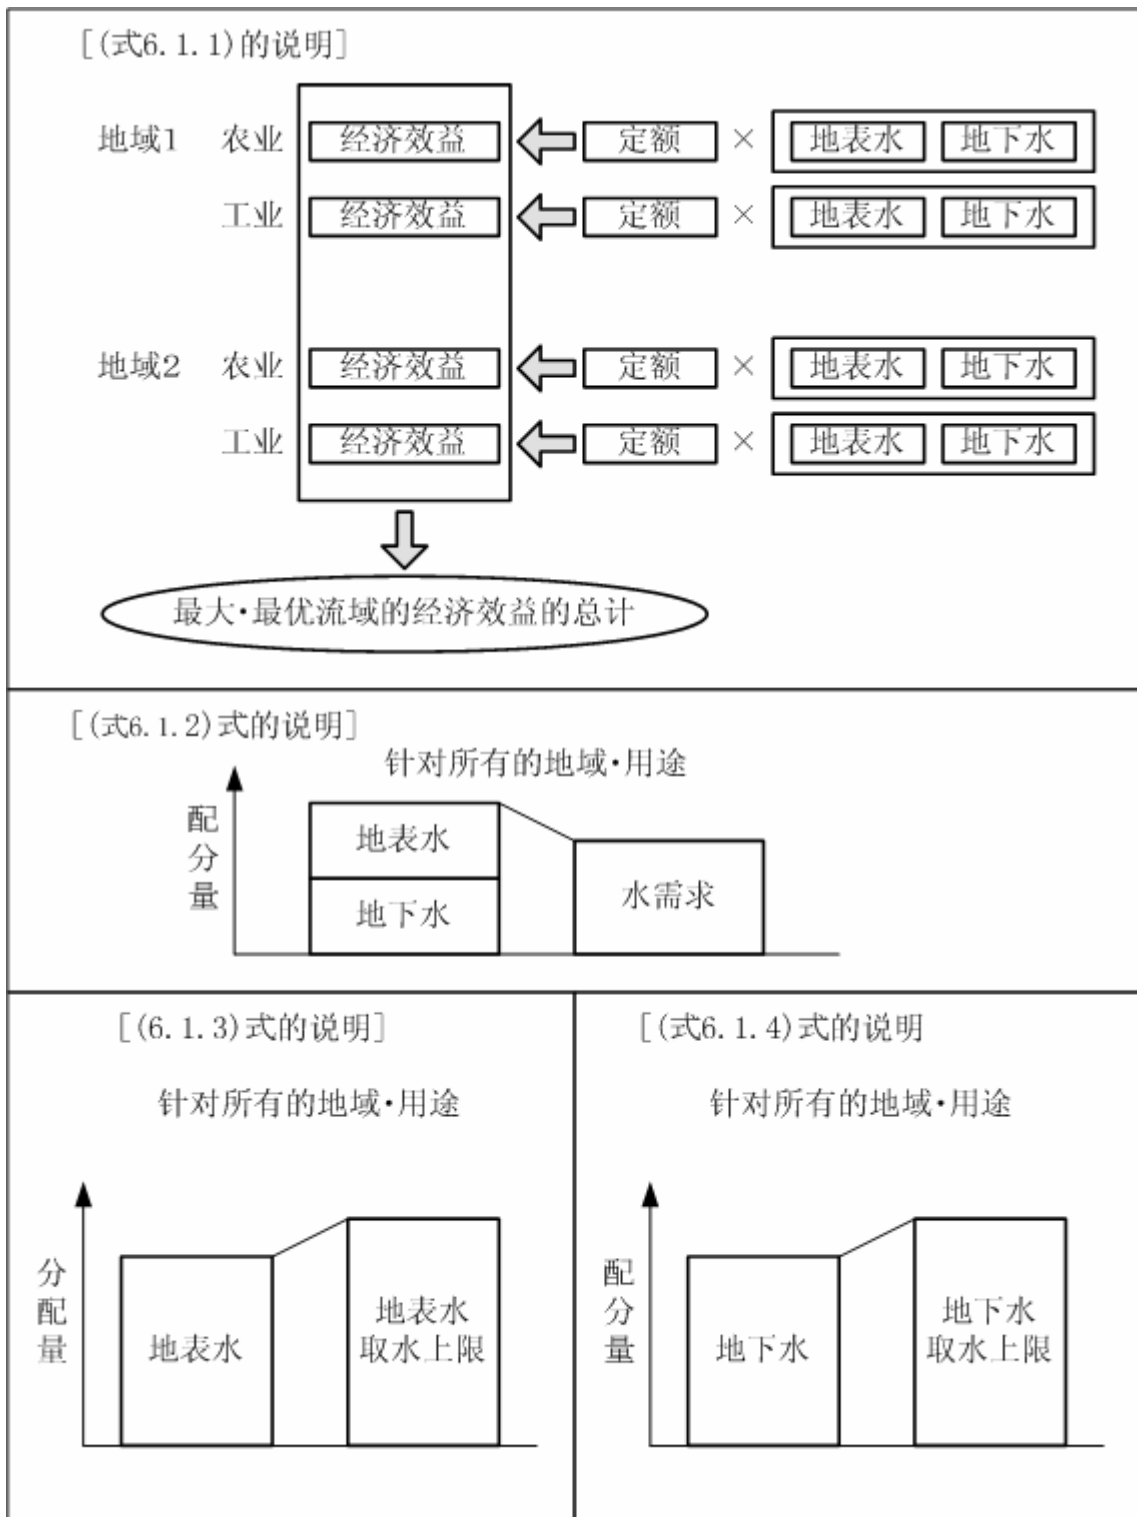 [(式6.1.1)的说明]
地域1 农业 经济效益 定额 × 地表水 地下水
工业 经济效益 定额 × 地表水 地下水
地域2 农业 经济效益 定额 × 地表水 地下水
工业 经济效益 定额 × 地表水 地下水
最大·最优流域的经济效益的总计
[(式6.1.2)式的说明]
针对所有的地域·用途
配分量
地表水
地下水
水需求
[(6.1.3)式的说明]
针对所有的地域·用途
分配量
地表水
地表水
取水上限
[(式6.1.4)式的说明
针对所有的地域·用途
配分量
地下水
地下水
取水上限